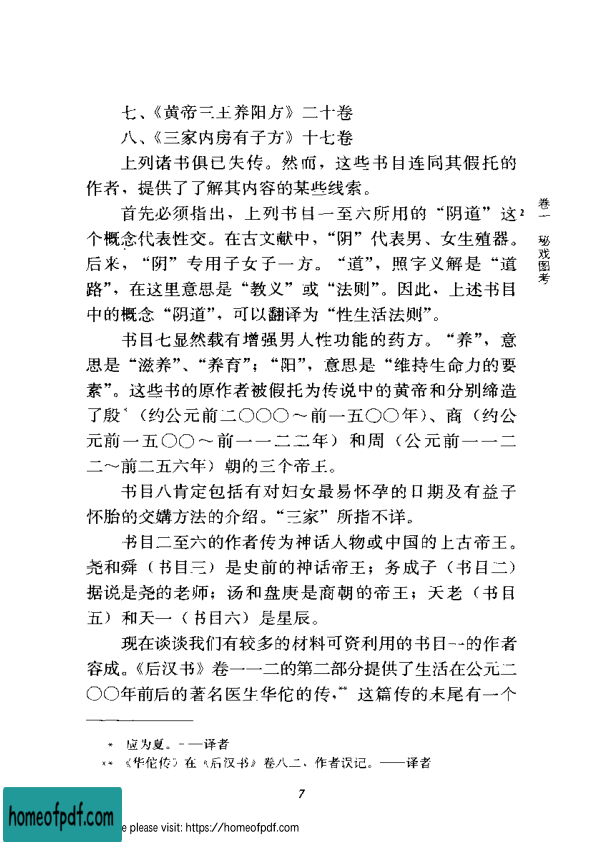 七、《黄帝三王养阳方》二十卷
八、《三家内房有子方》十七卷
上列诸书俱已失传。然而，这些书目连同其假托的
作者，提供了了解其内容的某些线索。
首先必须指出，上列书目一至六所用的“阴道”这
个概念代表性交。在古文献中，“阴”代表男、女生殖器。
后来，“阴”专用子女子一方。“道”，照字义解是“道
路”，在这里意思是“教义”或“法则”。因此，上述书目
中的概念“阴道”，可以翻译为“性生活法则”。
书目七显然载有增强男人性功能的药方。“养”，意
思是“滋养”、“养育”；“阳”，意思是“维持生命力的要
素”。这些书的原作者被假托为传说中的黄帝和分别缔造
了殷*（约公元前二〇〇〇～前一五〇〇年）、商（约公
元前一五〇〇～前一一二二年）和周（公元前一一二
二～前二五六年）朝的三个帝王。
书目八肯定包括有对妇女最易怀孕的日期及有益子
怀胎的交媾方法的介绍。“三家”所指不详。
书目二至六的作者传为神话人物或中国的上古帝王。
尧和舜（书目三）是史前的神话帝王；务成子（书目二）
据说是尧的老师；汤和盘庚是商朝的帝王；天老（书目
五）和天一（书目六）是星辰。
现在谈谈我们有较多的材料可资利用的书目一的作者
容成。《后汉书》卷一一二的第二部分提供了生活在公元二
〇〇年前后的著名医生华佗的传，** 这篇传的末尾有一个
* 应为夏。——译者
** 《华佗传》在《后汉书》卷八二、作者误记。——译者
7
卷一 秘戏图考
2
homeofpdf.com
e please visit: https://homeofpdf.com